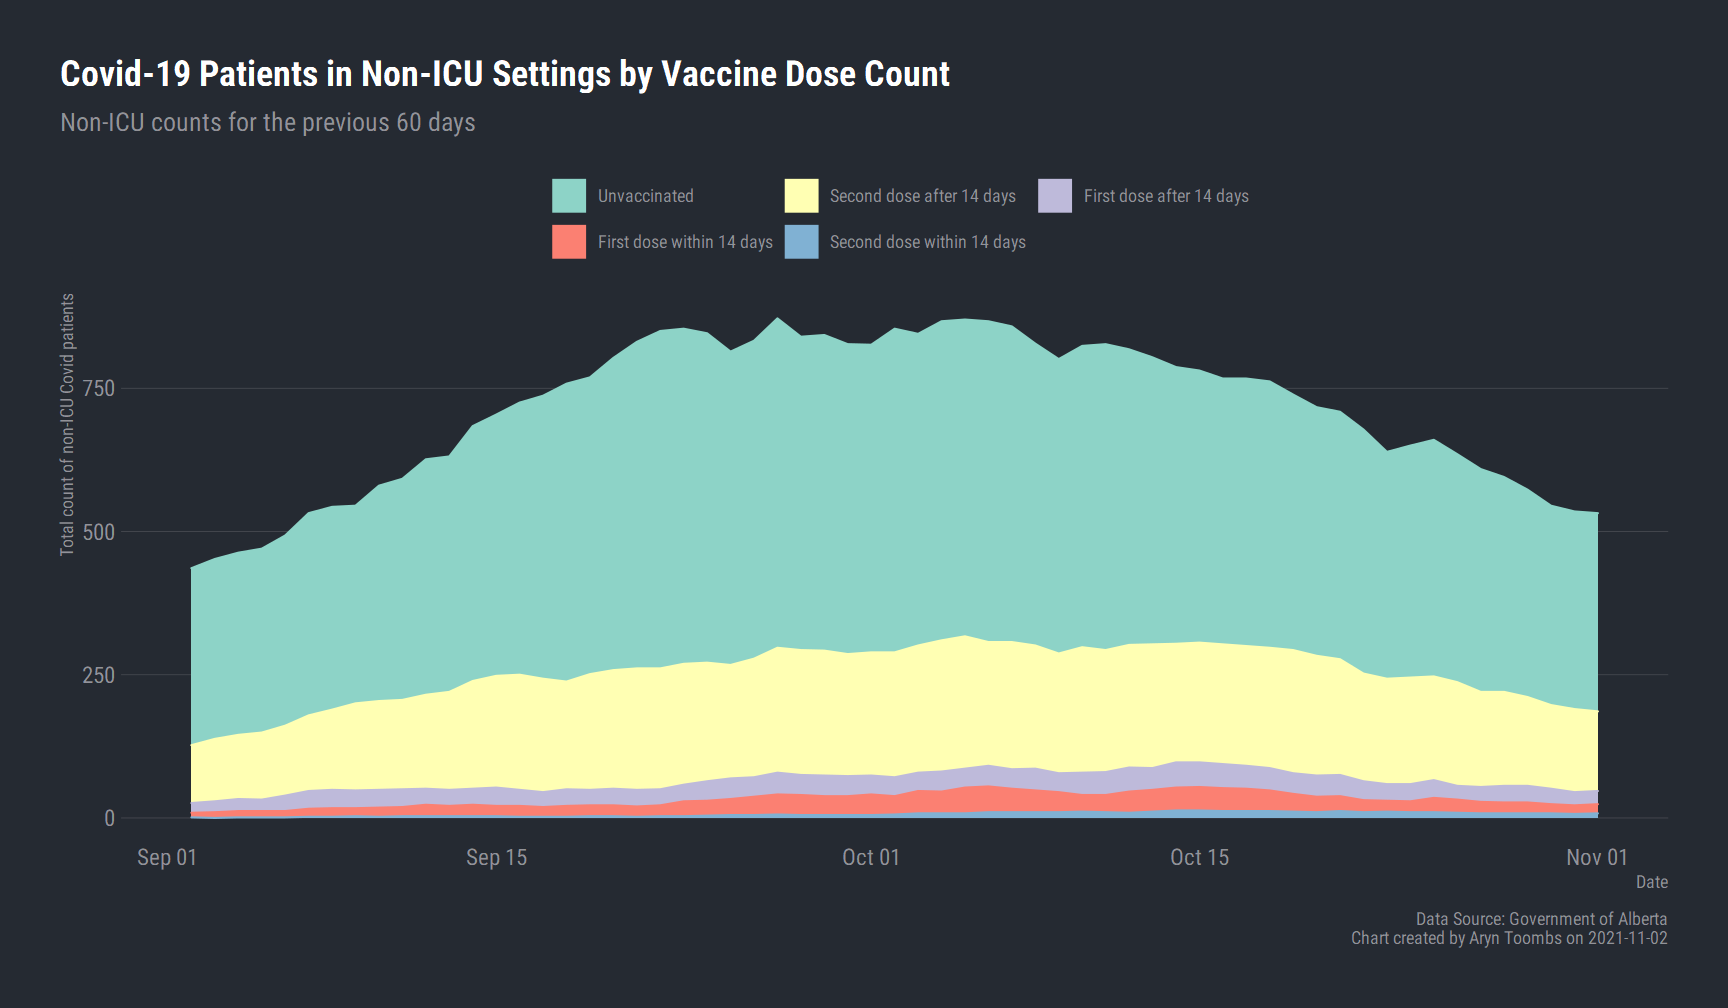 Covid-19 Patients in Non-ICU Settings by Vaccine Dose Count
Non-ICU counts for the previous 60 days
Unvaccinated
Second dose after 14 days
First dose after 14 days
First dose within 14 days
Second dose within 14 days
Total count of non-ICU Covid patients
750
500
250
0
Sep 01
Sep 15
Oct 01
Oct 15
Nov 01
Date
Data Source: Government of Alberta
Chart created by Aryn Toombs on 2021-11-02